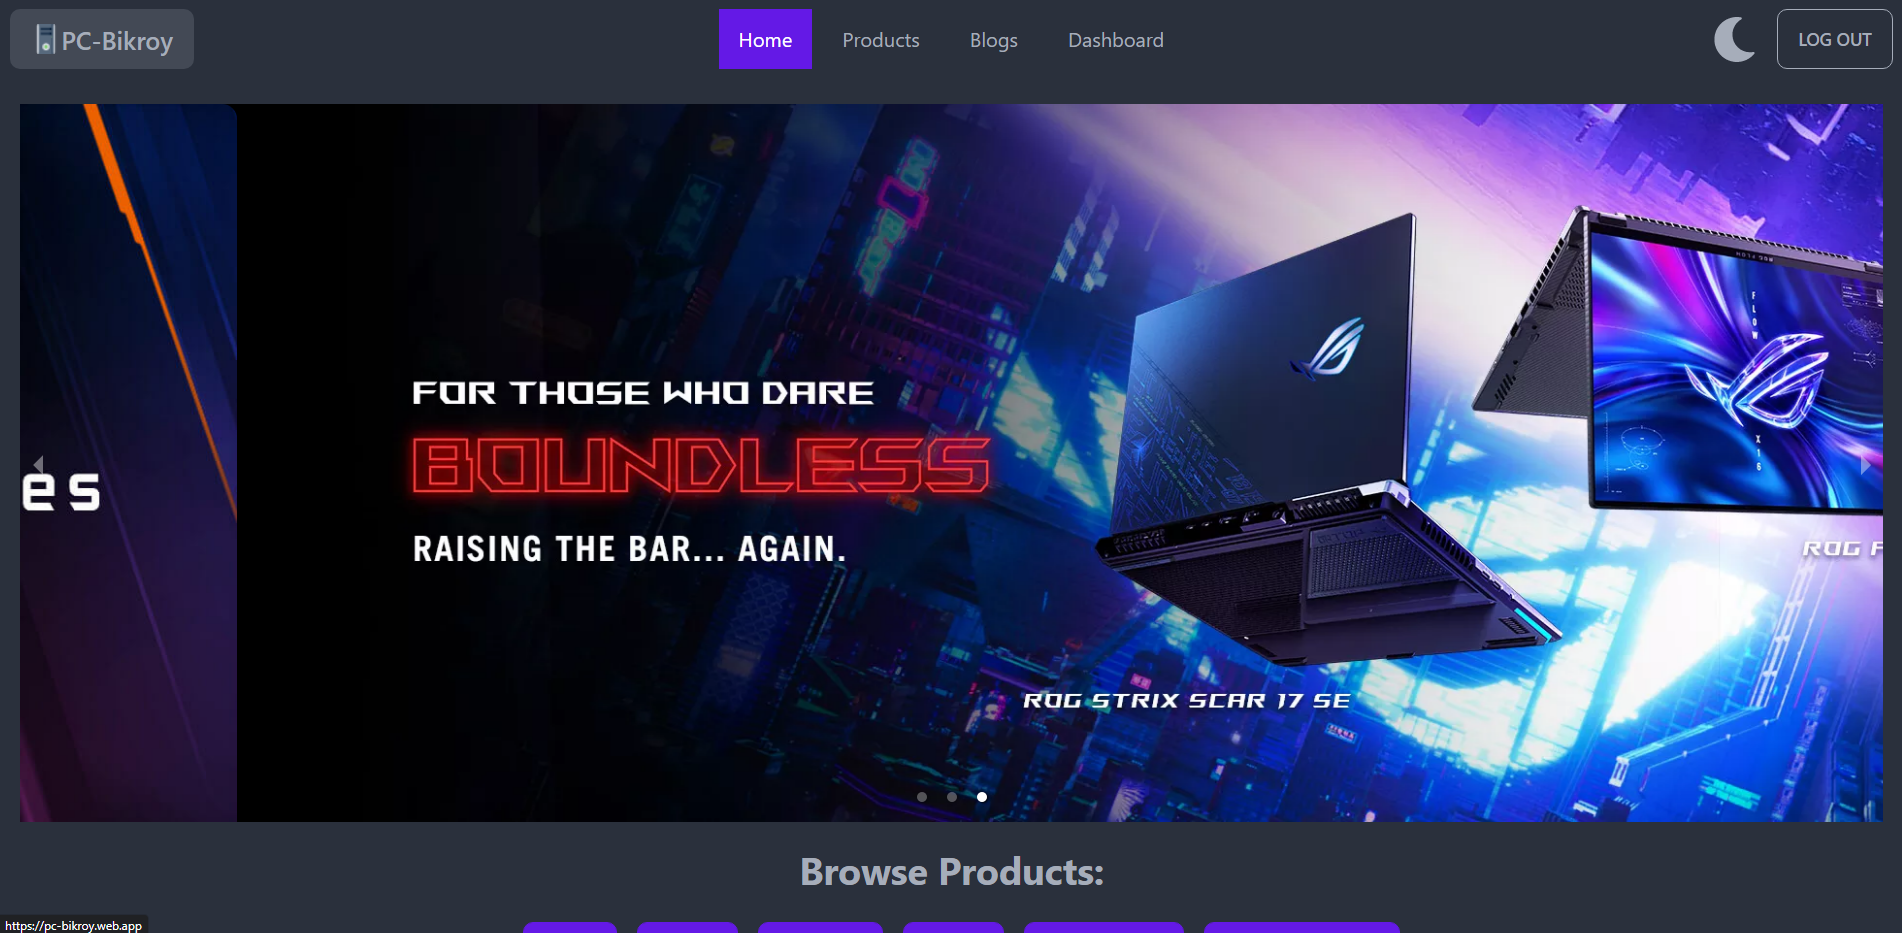 PC-Bikroy
Home
Products
Blogs
Dashboard
LOG OUT
FOR THOSE WHO DARE
BOUNDLESS
RAISING THE BAR... AGAIN.
es
ROG F
ROG STRIX SCAR 17 SE
Browse Products:
https://pc-bikroy.web.app